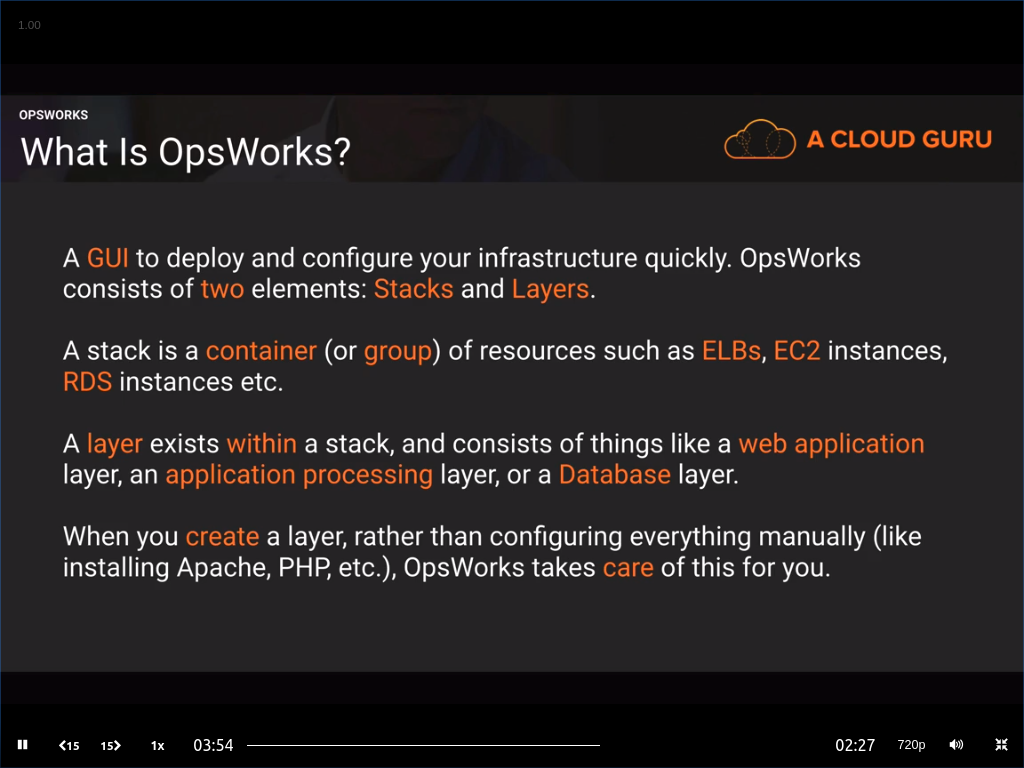 1.00
OPSWORKS
What Is OpsWorks?
A CLOUD GURU
A GUI to deploy and configure your infrastructure quickly. OpsWorks
consists of two elements: Stacks and Layers.
A stack is a container (or group) of resources such as ELBs, EC2 instances,
RDS instances etc.
A layer exists within a stack, and consists of things like a web application
layer, an application processing layer, or a Database layer.
When you create a layer, rather than configuring everything manually (like
installing Apache, PHP, etc.), OpsWorks takes care of this for you.
15 15 1x 03:54 02:27 720p